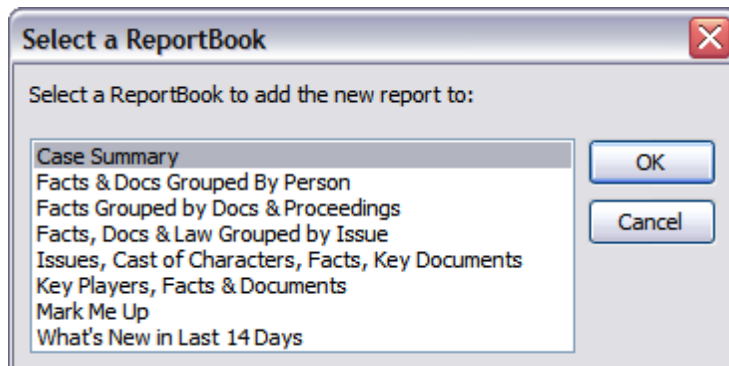 Select a ReportBook
Select a ReportBook to add the new report to:
Case Summary
Facts & Docs Grouped By Person
Facts Grouped by Docs & Proceedings
Facts, Docs & Law Grouped by Issue
Issues, Cast of Characters, Facts, Key Documents
Key Players, Facts & Documents
Mark Me Up
What's New in Last 14 Days
OK
Cancel